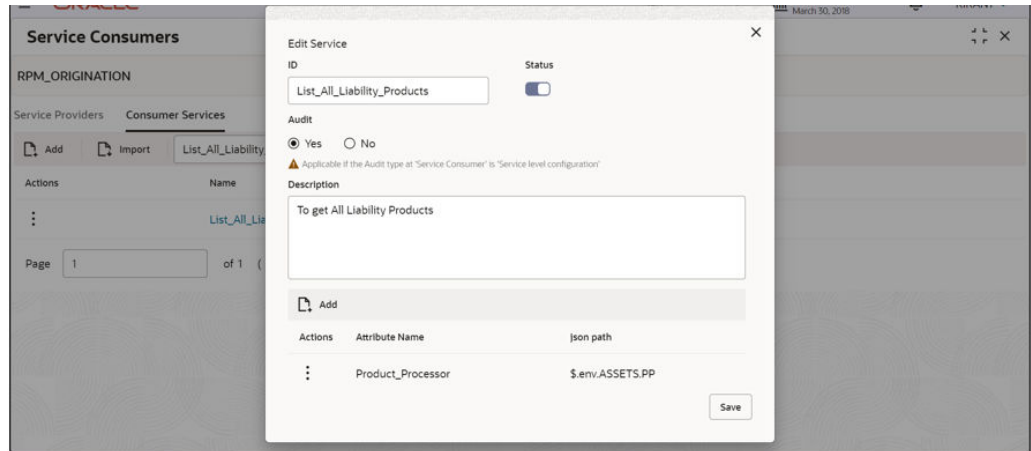 March 30, 2018
Service Consumers
RPM_ORIGINATION
Service Providers Consumer Services
Add Import List_All_Liability
Actions Name
List_All_Lia
Page 1 of 1 (
Edit Service
ID Status
List_All_Liability_Products
Audit
Yes No
Applicable if the Audit type at 'Service Consumer' is 'Service level configuration'
Description
To get All Liability Products
Add
Actions Attribute Name Json path
Product_Processor $.env.ASSETS.PP
Save